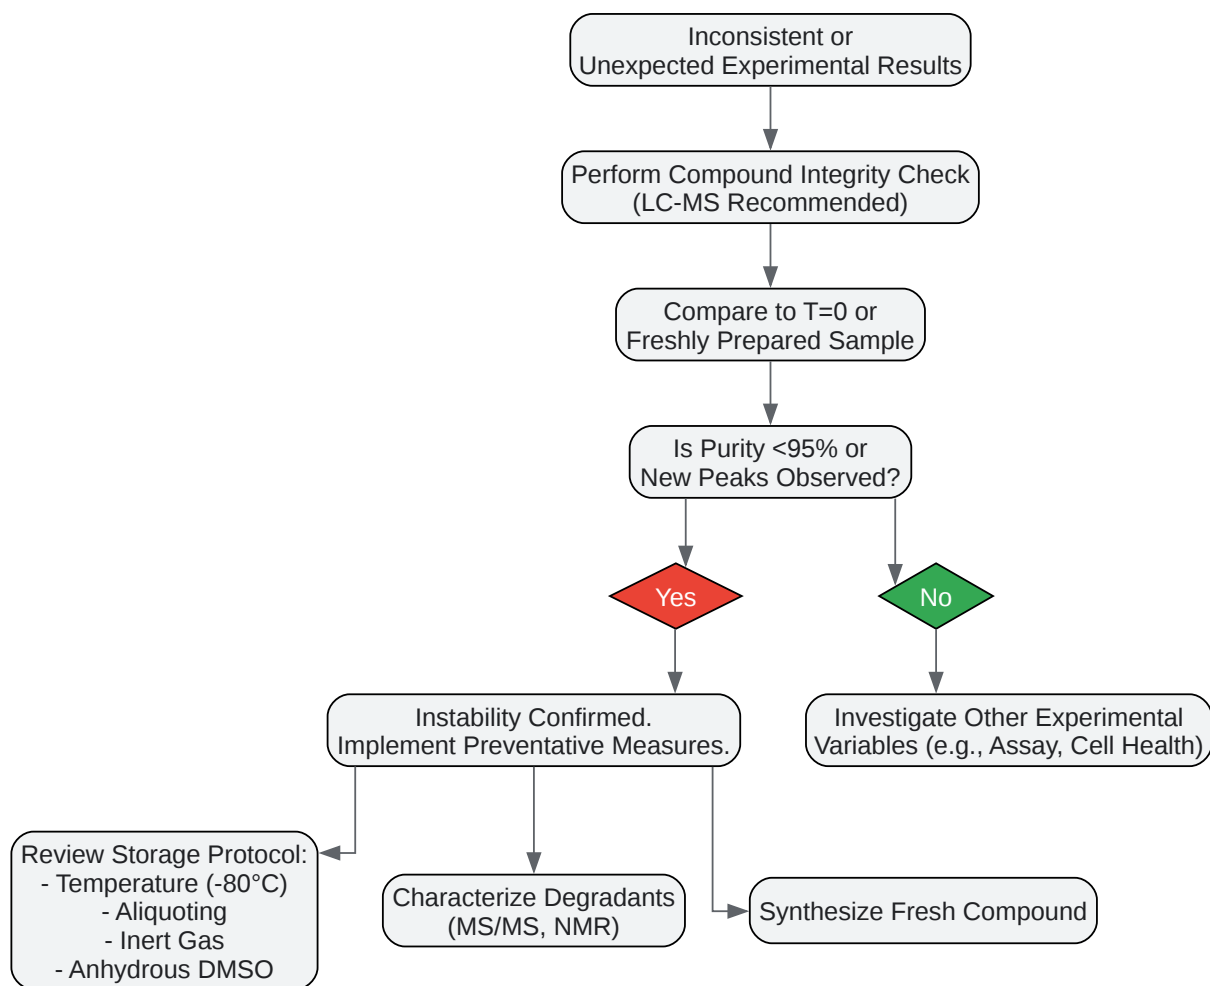 Inconsistent or
Unexpected Experimental Results
Perform Compound Integrity Check
(LC-MS Recommended)
Compare to T=0 or
Freshly Prepared Sample
Is Purity <95% or
New Peaks Observed?
Yes
No
Instability Confirmed.
Implement Preventative Measures.
Investigate Other Experimental
Variables (e.g., Assay, Cell Health)
Review Storage Protocol:
- Temperature (-80°C)
- Aliquoting
- Inert Gas
- Anhydrous DMSO
Characterize Degradants
(MS/MS, NMR)
Synthesize Fresh Compound